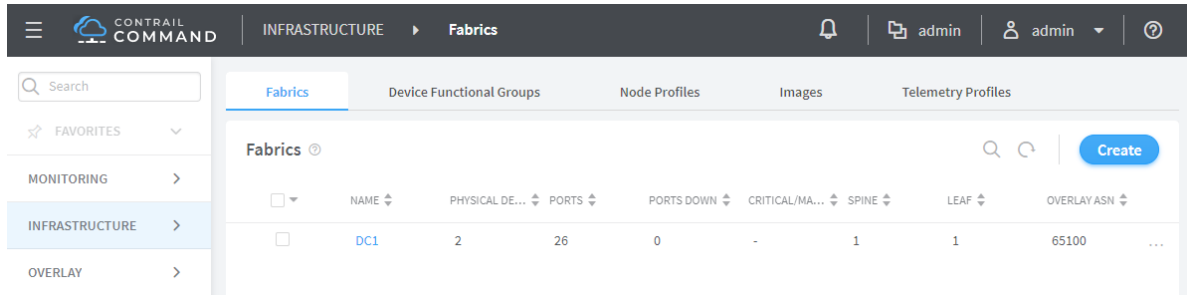 CONTRAIL
COMMAND
INFRASTRUCTURE
Fabrics
admin
admin
Search
FAVORITES
MONITORING
INFRASTRUCTURE
OVERLAY
Fabrics Device Functional Groups Node Profiles Images Telemetry Profiles
Fabrics
Create
NAME PHYSICAL DE... PORTS PORTS DOWN CRITICAL/MA... SPINE LEAF OVERLAY ASN
DC1 2 26 0 - 1 1 65100 ...